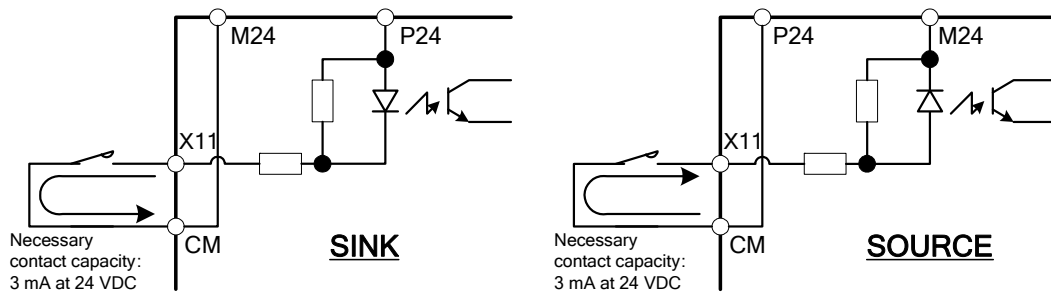 M24
P24
X11
CM
Necessary
contact capacity:
3 mA at 24 VDC
SINK
P24
M24
X11
CM
Necessary
contact capacity:
3 mA at 24 VDC
SOURCE